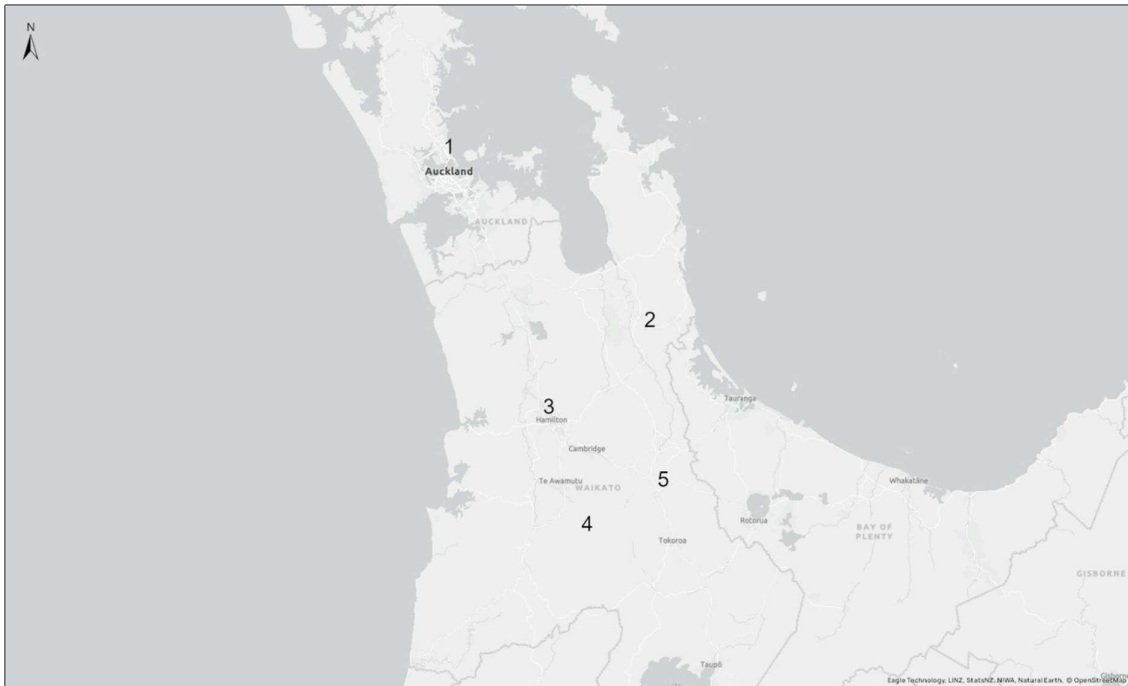 N
1
Auckland
AUCKLAND
2
Tauranga
3
Hamilton
Cambridge
Te Awamutu
WAIKATO
5
Whakatāne
4
Rotorua
BAY OF
PLENTY
Tokoroa
GISBORNE
Taupō
Gisborne
Eagle Technology, LINZ, StatsNZ, NIWA, Natural Earth, © OpenStreetMap